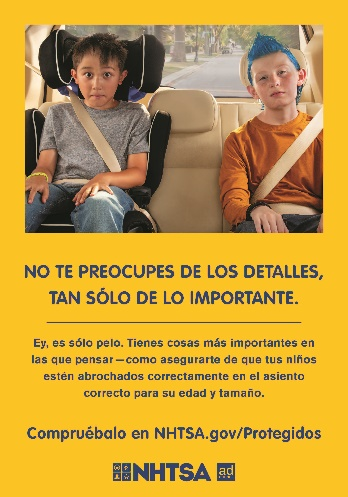 NO TE PREOCUPES DE LOS DETALLES,
TAN SÓLO DE LO IMPORTANTE.
Ey, es sólo pelo. Tienes cosas más importantes en
las que pensar—como asegurarte de que tus niños
estén abrochados correctamente en el asiento
correcto para su edad y tamaño.
Compruébalo en NHTSA.gov/Protegidos
NHTSA ad